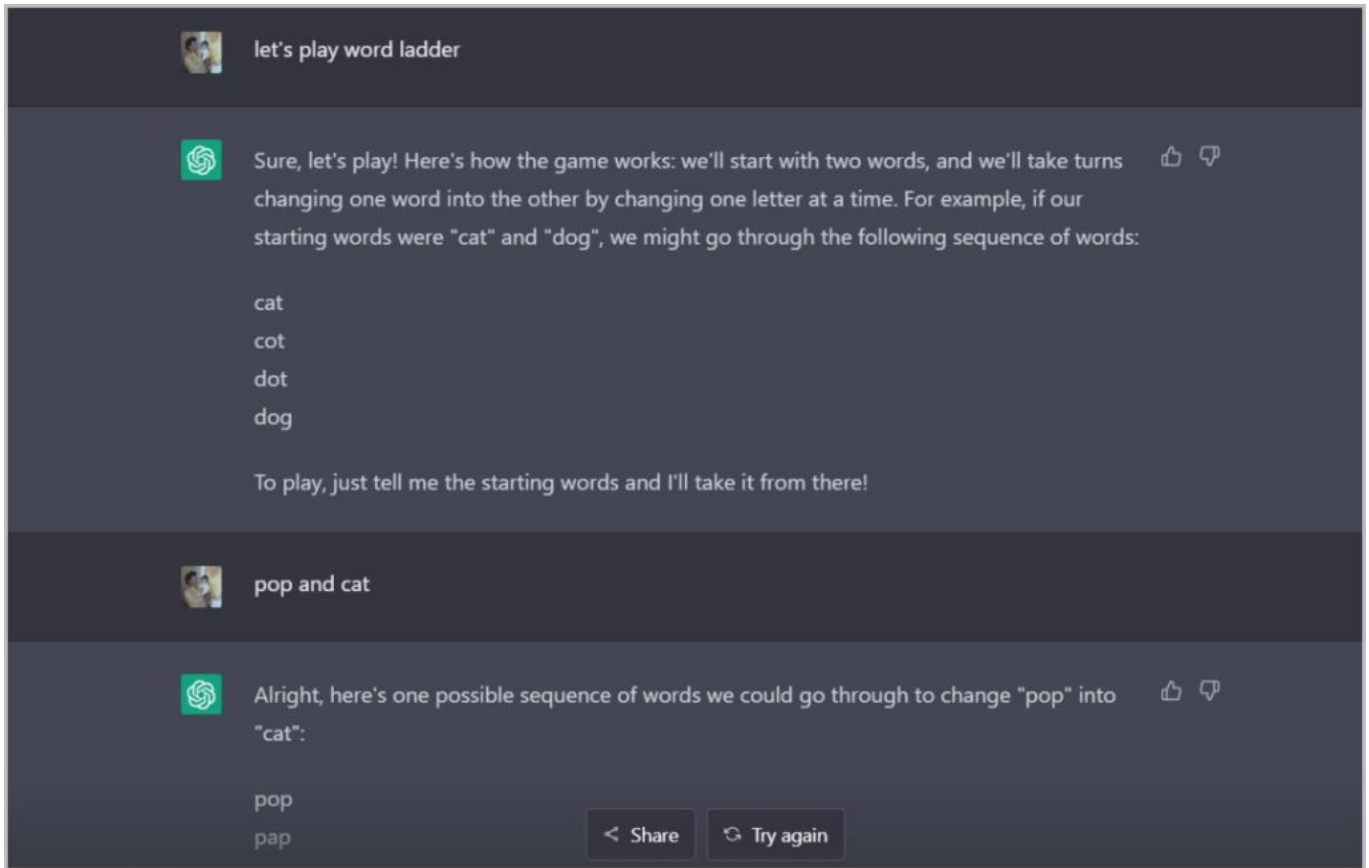 let's play word ladder
Sure, let's play! Here's how the game works: we'll start with two words, and we'll take turns
changing one word into the other by changing one letter at a time. For example, if our
starting words were "cat" and "dog", we might go through the following sequence of words:
cat
cot
dot
dog
To play, just tell me the starting words and I'll take it from there!
pop and cat
Alright, here's one possible sequence of words we could go through to change "pop" into
"cat":
pop
pap
Share
Try again